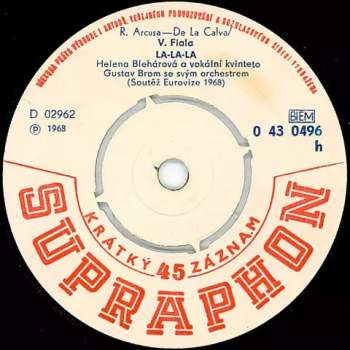 R. Arcusa—De La Calva/
V. Fiala
LA-LA-LA
Helena Blehárová a vokální kvinteto
Gustav Brom se svým orchestrem
(Soutěž Eurovize 1968)
D 02962
Ⓟ 1968
BIEM
0 43 0496
h
KRÁTKÝ 45 ZÁZNAM
SUPRAPHON